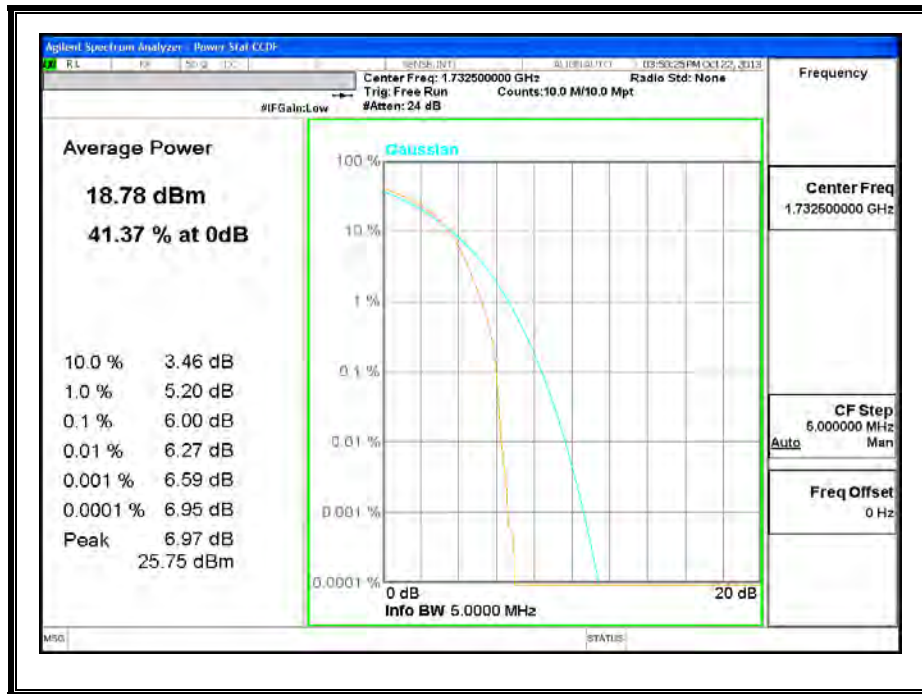 Agilent Spectrum Analyzer - Power Stat CCDF
RL RF 50 Ω DC SENSE:INT ALIGNAUTO 03:50:25 PM Oct 22, 2013
Center Freq: 1.732500000 GHz Radio Std: None
Trig: Free Run Counts:10.0 M/10.0 Mpt
#IFGain:Low #Atten: 24 dB
Frequency
Average Power
18.78 dBm
41.37 % at 0dB
10.0 % 3.46 dB
1.0 % 5.20 dB
0.1 % 6.00 dB
0.01 % 6.27 dB
0.001 % 6.59 dB
0.0001 % 6.95 dB
Peak 6.97 dB
25.75 dBm
Gaussian
100 %
10 %
1 %
0.1 %
0.01 %
0.001 %
0.0001 %
0 dB 20 dB
Info BW 5.0000 MHz
Center Freq
1.732500000 GHz
CF Step
5.000000 MHz
Auto Man
Freq Offset
0 Hz
MSG STATUS